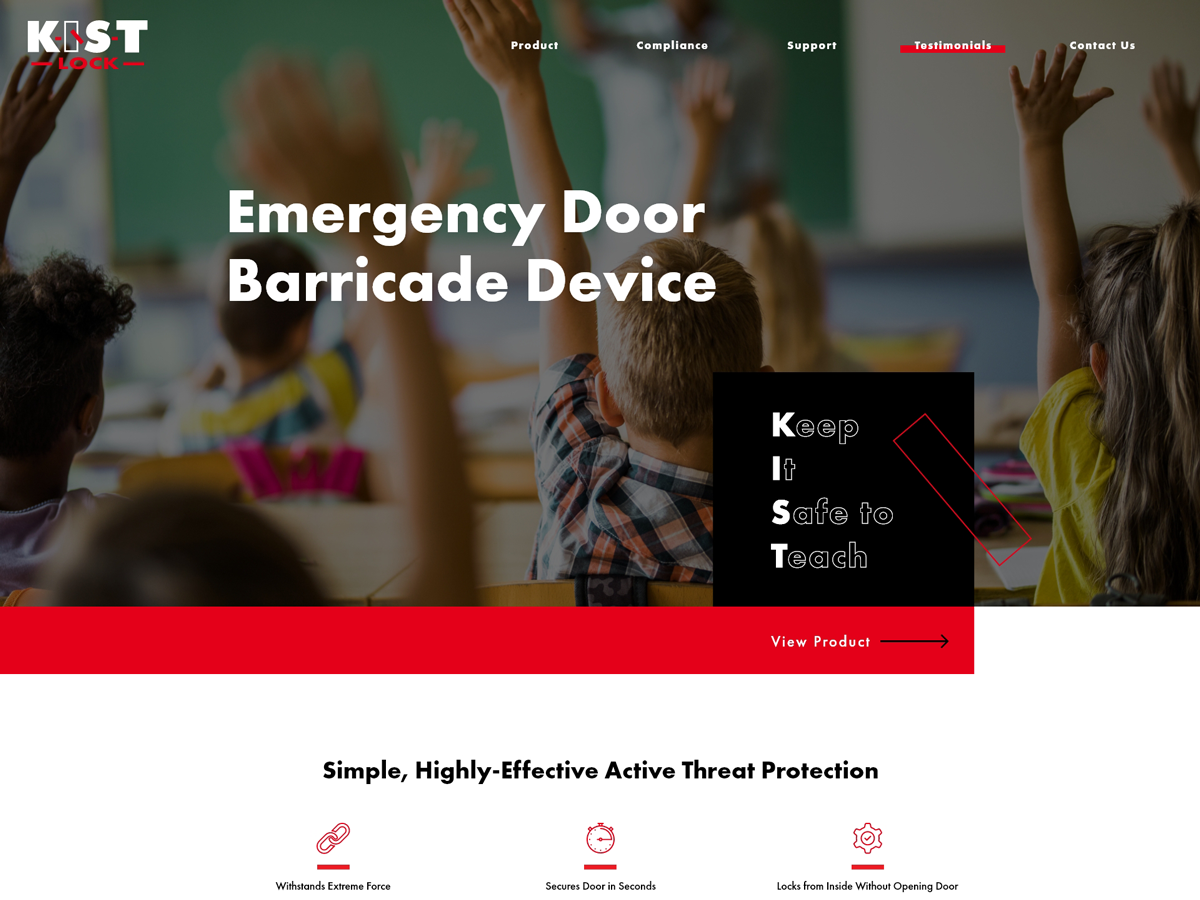 KIST
LOCK
Product
Compliance
Support
Testimonials
Contact Us
Emergency Door
Barricade Device
Keep
It
Safe to
Teach
View Product
Simple, Highly-Effective Active Threat Protection
Withstands Extreme Force
Secures Door in Seconds
Locks from Inside Without Opening Door